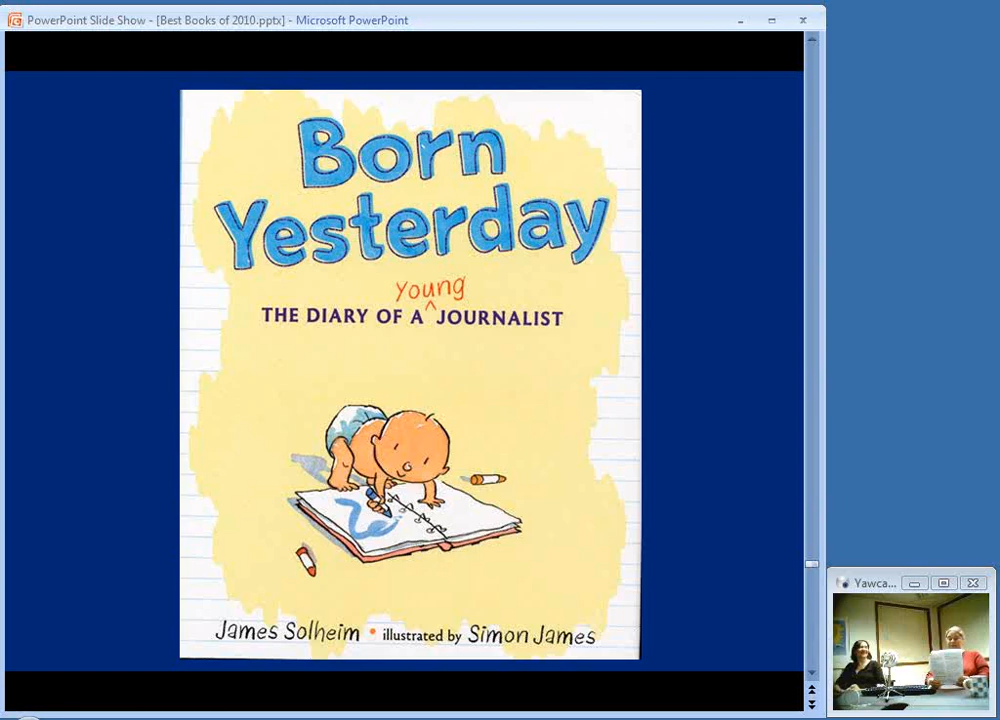 PowerPoint Slide Show - [Best Books of 2010.pptx] - Microsoft PowerPoint
Born
Yesterday
young
THE DIARY OF A ^ JOURNALIST
James Solheim • illustrated by Simon James
Yawca...